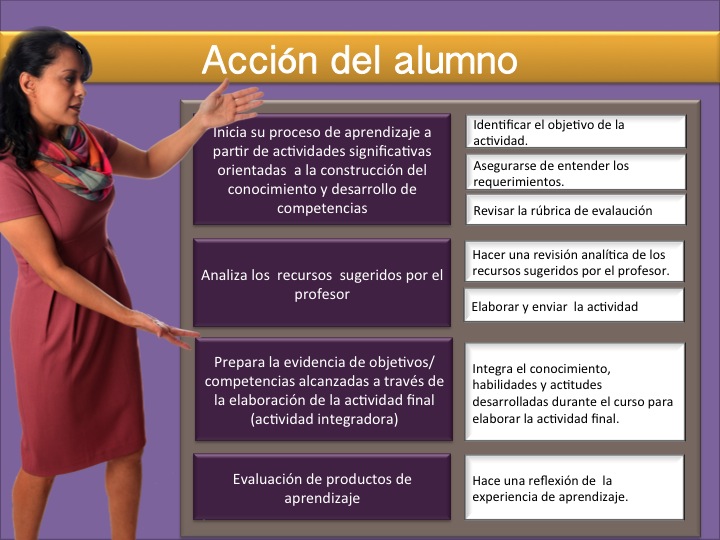 Acción del alumno
Inicia su proceso de aprendizaje a
partir de actividades significativas
orientadas a la construcción del
conocimiento y desarrollo de
competencias
Identificar el objetivo de la
actividad.
Asegurarse de entender los
requerimientos.
Revisar la rúbrica de evalaución
Analiza los recursos sugeridos por el
profesor
Hacer una revisión analítica de los
recursos sugeridos por el profesor.
Elaborar y enviar la actividad
Prepara la evidencia de objetivos/
competencias alcanzadas a través de
la elaboración de la actividad final
(actividad integradora)
Integra el conocimiento,
habilidades y actitudes
desarrolladas durante el curso para
elaborar la actividad final.
Evaluación de productos de
aprendizaje
Hace una reflexión de la
experiencia de aprendizaje.